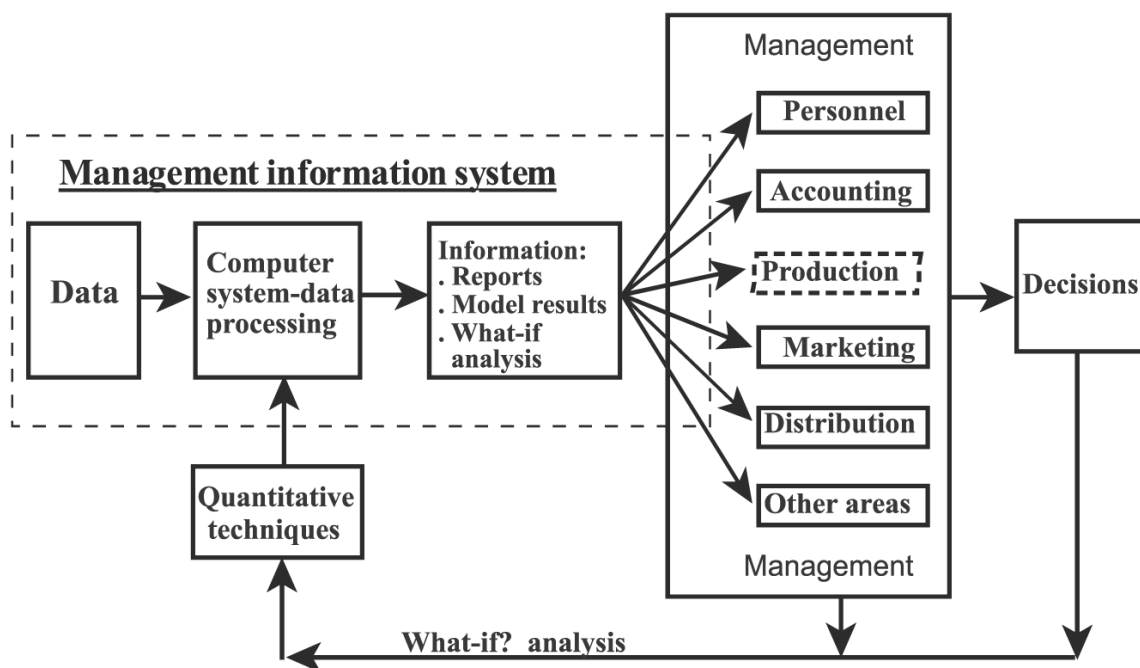 Management
Personnel
Management information system
Accounting
Data
Computer
system-data
processing
Information:
. Reports
. Model results
. What-if
analysis
Production
Decisions
Marketing
Distribution
Quantitative
techniques
Other areas
Management
What-if? analysis